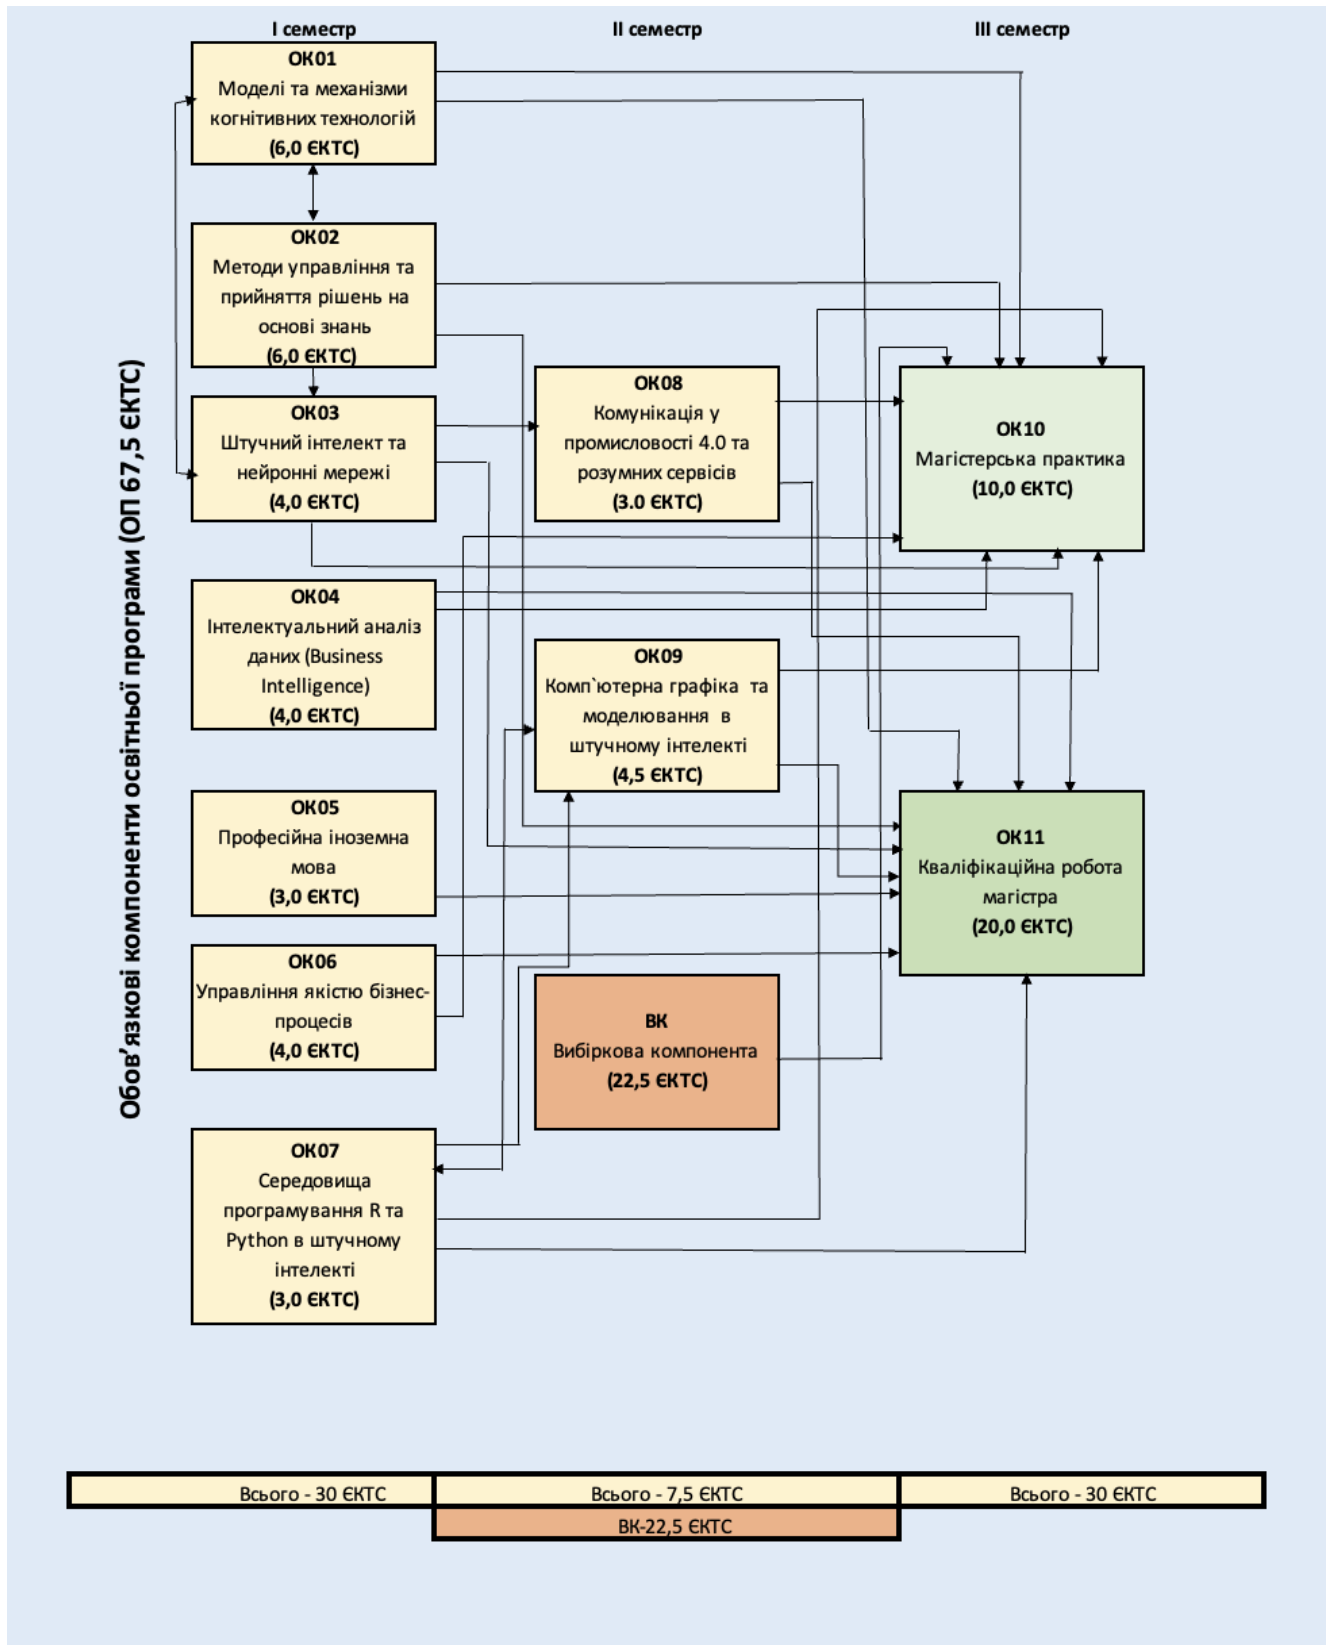 І семестр
ІІ семестр
ІІІ семестр
Обов’язкові компоненти освітньої програми (ОП 67,5 ЄКТС)
ОК01
Моделі та механізми
когнітивних технологій
(6,0 ЄКТС)
ОК02
Методи управління та
прийняття рішень на
основі знань
(6,0 ЄКТС)
ОК03
Штучний інтелект та
нейронні мережі
(4,0 ЄКТС)
ОК04
Інтелектуальний аналіз
даних (Business
Intelligence)
(4,0 ЄКТС)
ОК05
Професійна іноземна
мова
(3,0 ЄКТС)
ОК06
Управління якістю бізнес-
процесів
(4,0 ЄКТС)
ОК07
Середовища
програмування R та
Python в штучному
інтелекті
(3,0 ЄКТС)
ОК08
Комунікація у
промисловості 4.0 та
розумних сервісів
(3.0 ЄКТС)
ОК09
Комп`ютерна графіка та
моделювання в
штучному інтелекті
(4,5 ЄКТС)
ВК
Вибіркова компонента
(22,5 ЄКТС)
ОК10
Магістерська практика
(10,0 ЄКТС)
ОК11
Кваліфікаційна робота
магістра
(20,0 ЄКТС)
Всього - 30 ЄКТС
Всього - 7,5 ЄКТС
Всього - 30 ЄКТС
ВК-22,5 ЄКТС